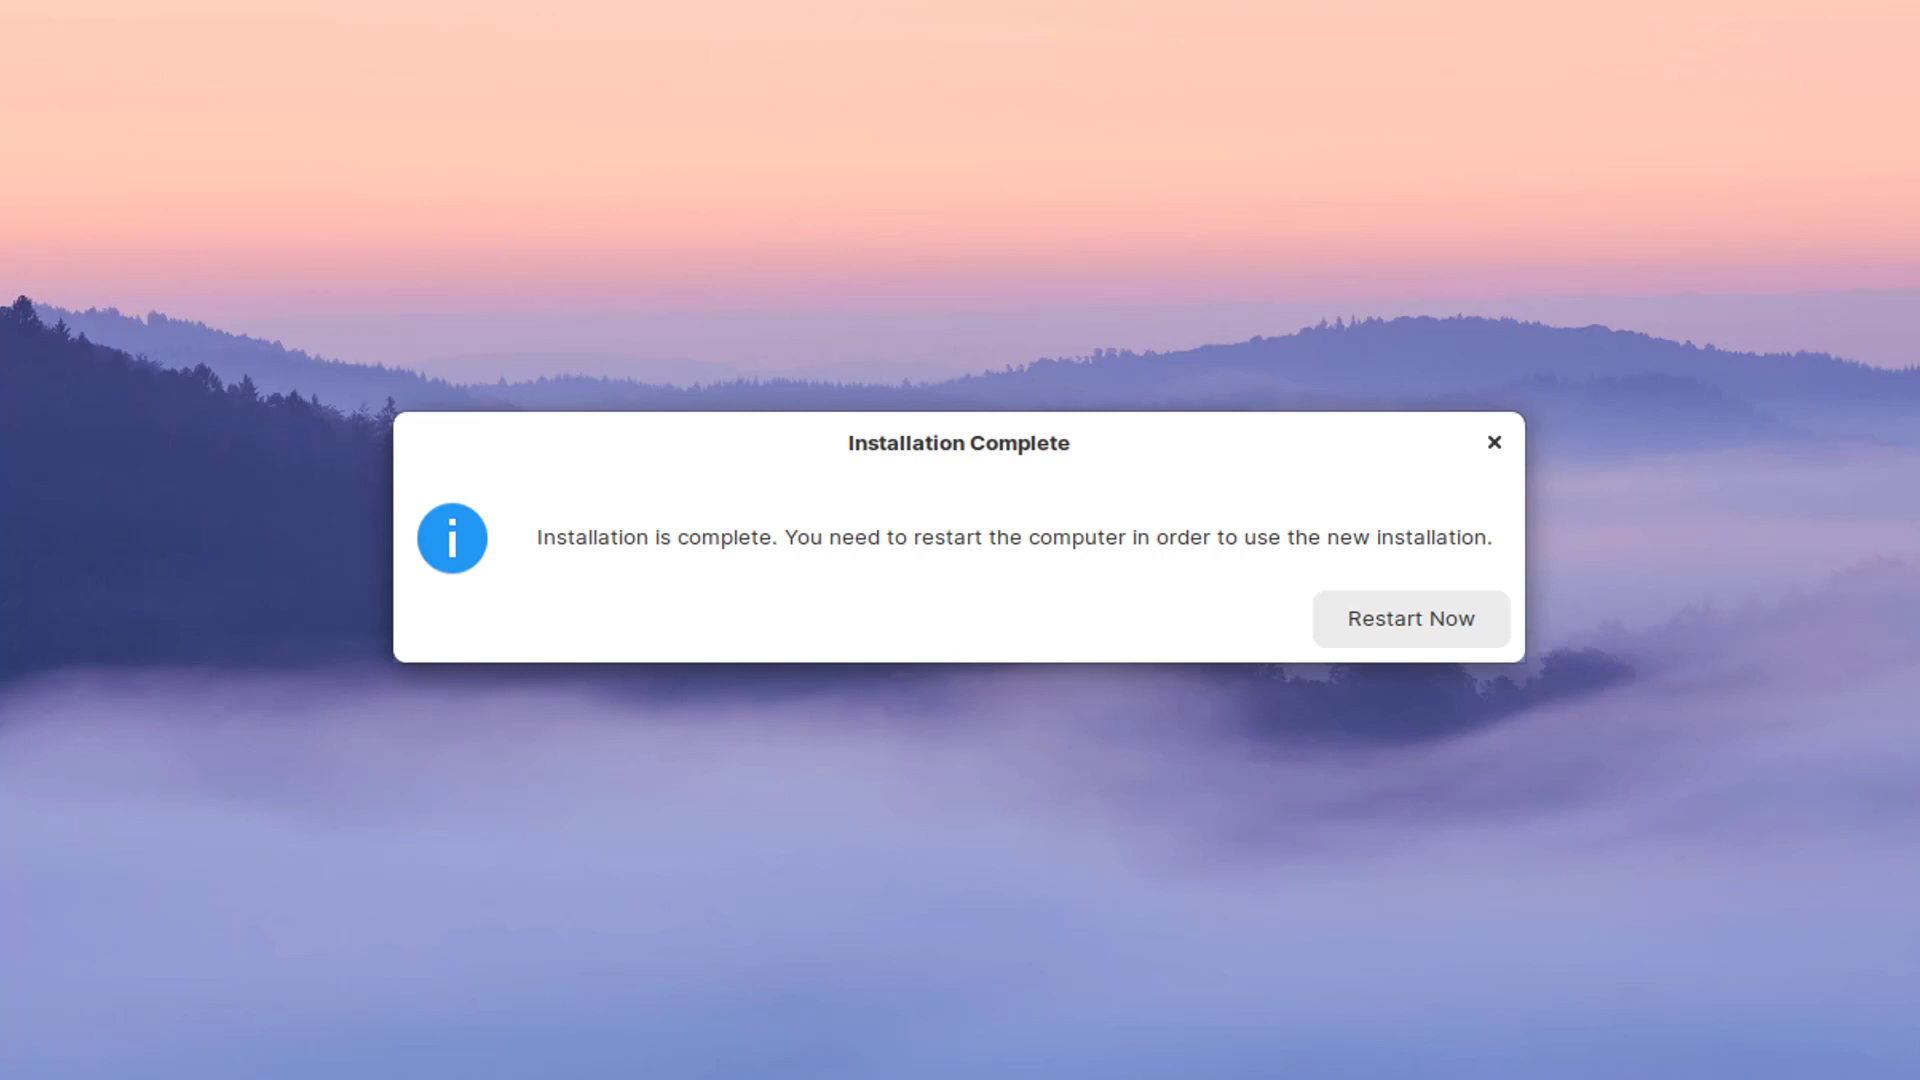 Installation Complete
Installation is complete. You need to restart the computer in order to use the new installation.
Restart Now